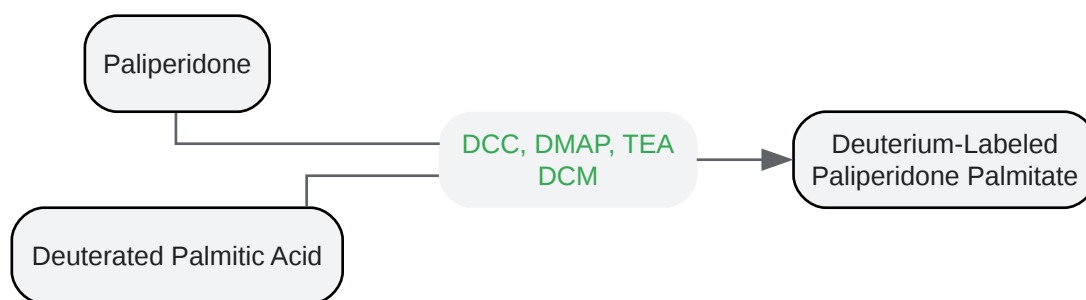 Paliperidone
DCC, DMAP, TEA
DCM
Deuterium-Labeled
Paliperidone Palmitate
Deuterated Palmitic Acid